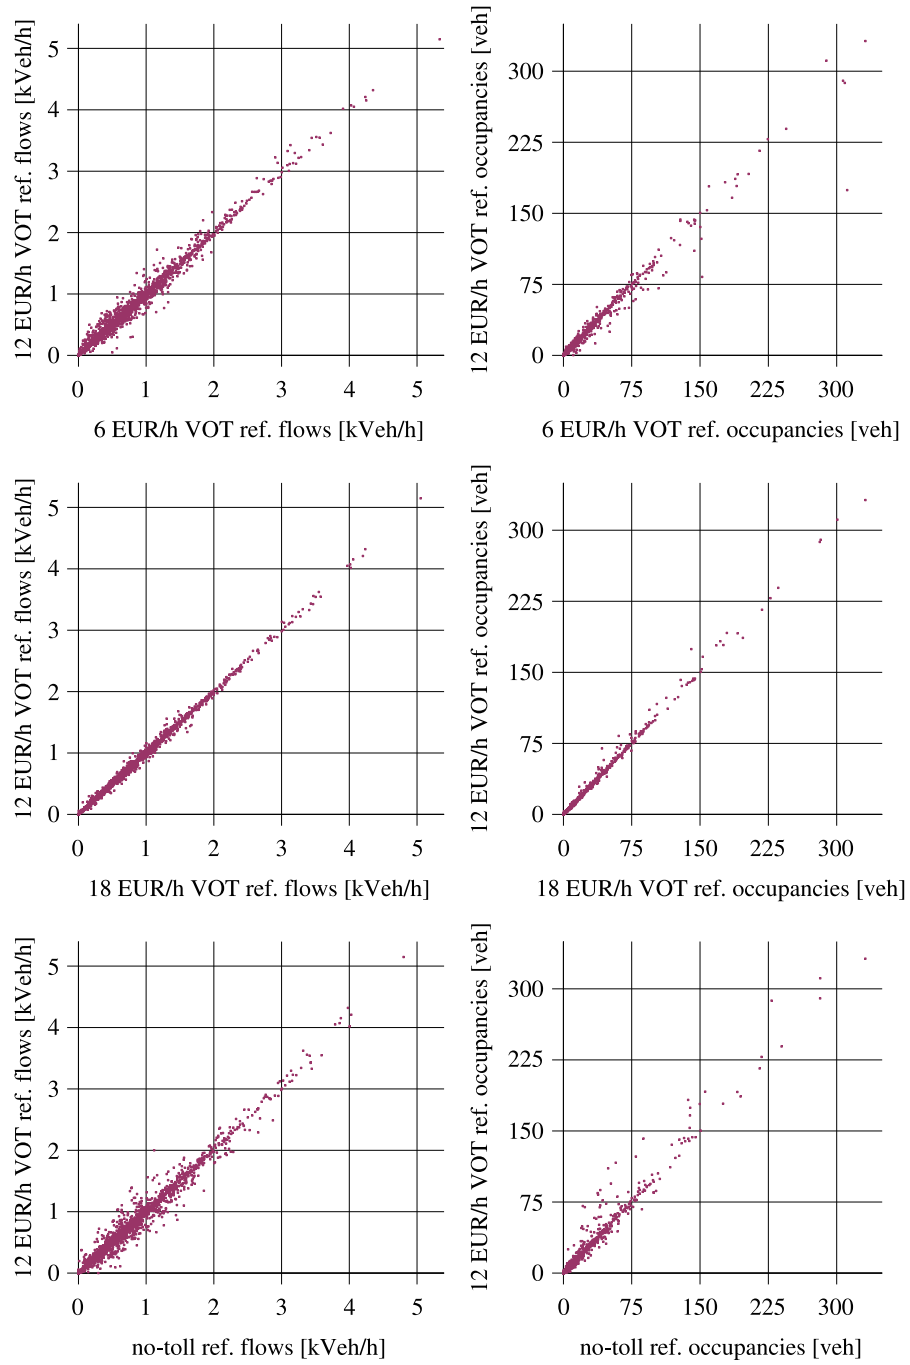 12 EUR/h VOT ref. flows [kVeh/h]
5
4
3
2
1
0
0 1 2 3 4 5
6 EUR/h VOT ref. flows [kVeh/h]
12 EUR/h VOT ref. occupancies [veh]
300
225
150
75
0
0 75 150 225 300
6 EUR/h VOT ref. occupancies [veh]
12 EUR/h VOT ref. flows [kVeh/h]
5
4
3
2
1
0
0 1 2 3 4 5
18 EUR/h VOT ref. flows [kVeh/h]
12 EUR/h VOT ref. occupancies [veh]
300
225
150
75
0
0 75 150 225 300
18 EUR/h VOT ref. occupancies [veh]
12 EUR/h VOT ref. flows [kVeh/h]
5
4
3
2
1
0
0 1 2 3 4 5
no-toll ref. flows [kVeh/h]
12 EUR/h VOT ref. occupancies [veh]
300
225
150
75
0
0 75 150 225 300
no-toll ref. occupancies [veh]